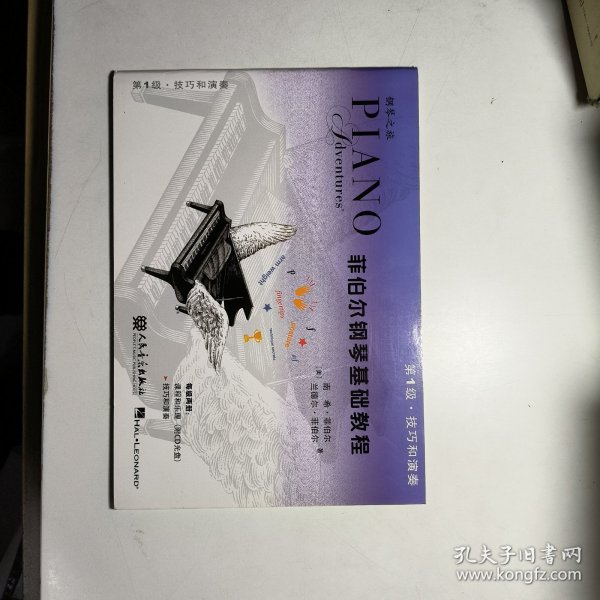 第1级·技巧和演奏
钢琴之旅
PIANO
Adventures®
菲伯尔钢琴基础教程
第1级·技巧和演奏
[美]
南希·菲伯尔
兰德尔·菲伯尔
著
arm weight
fingertips
gesture
p
f
每级两册:
课程和乐理(附CD光盘)
➤技巧和演奏
人民音乐出版社
HAL•LEONARD®
孔夫子旧书网
www.kongfz.com